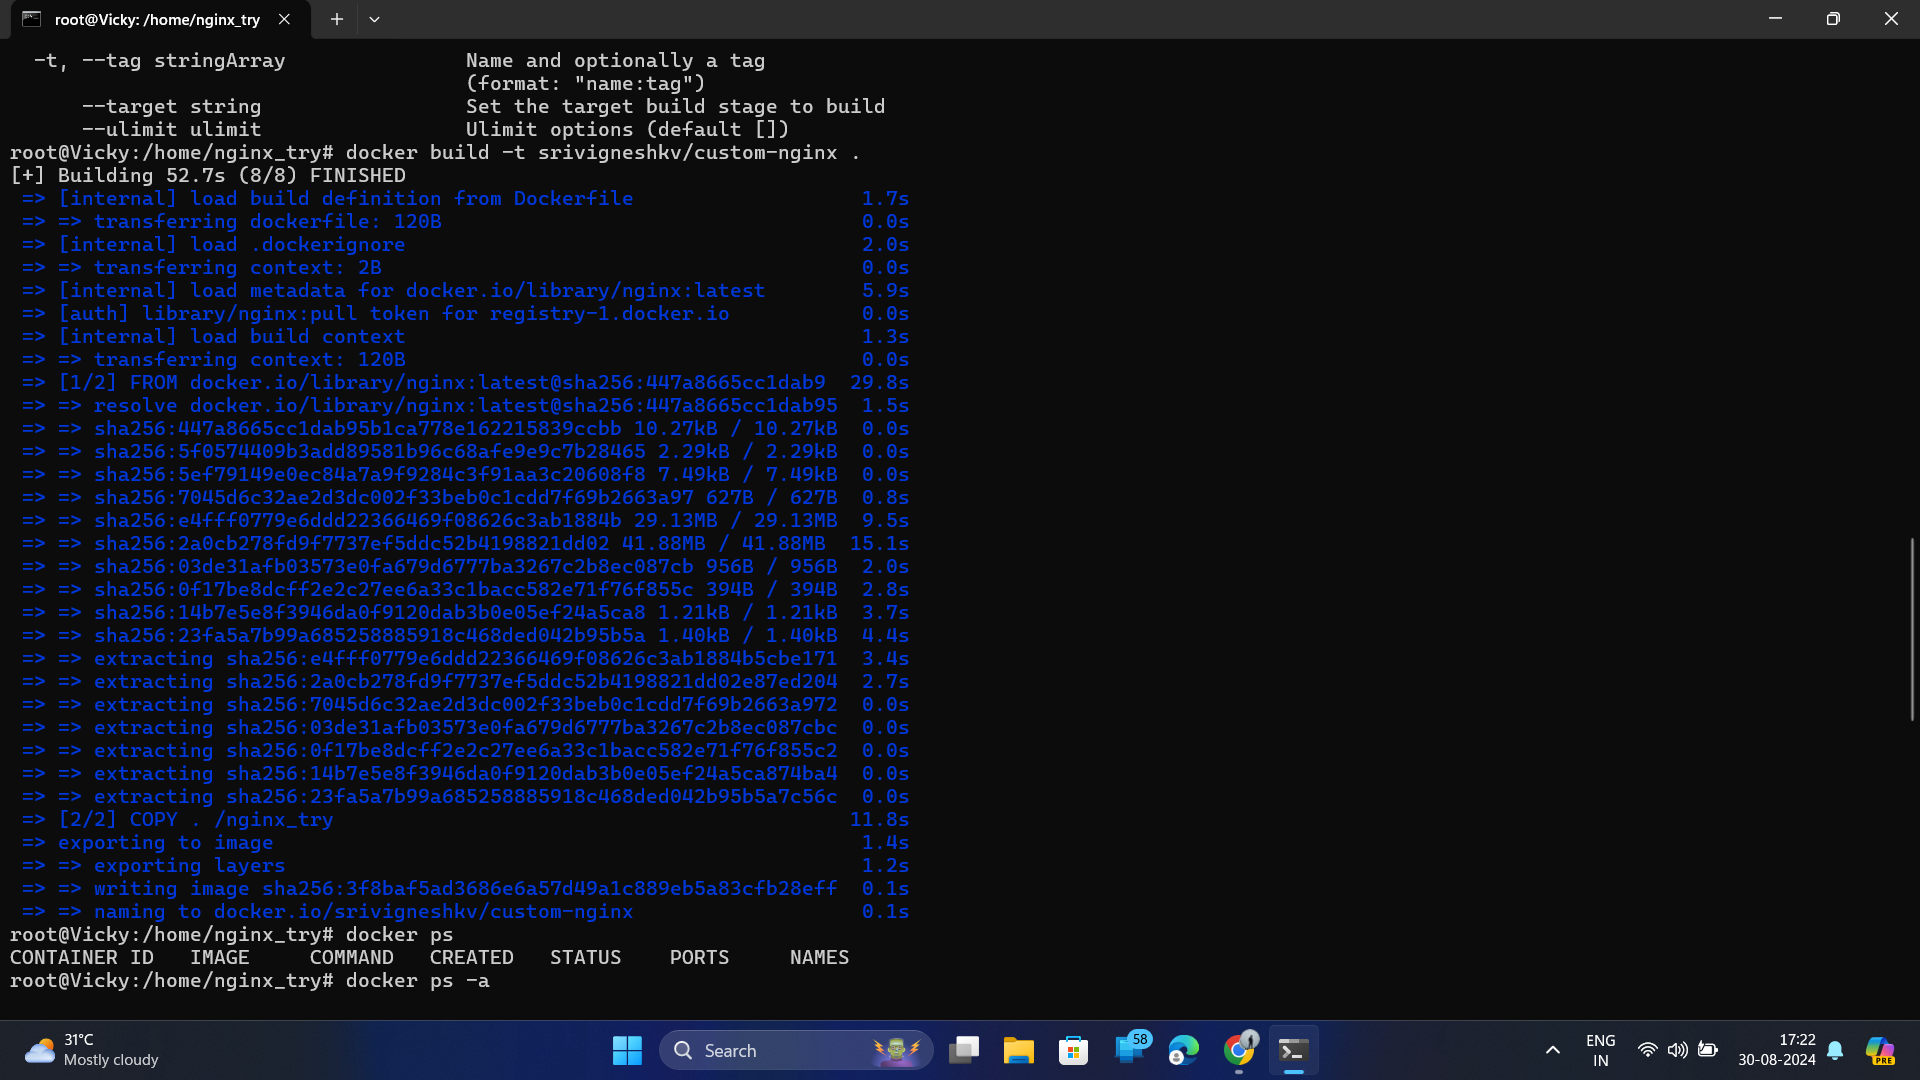 root@Vicky: /home/nginx_try
-t, --tag stringArray Name and optionally a tag
(format: "name:tag")
--target string Set the target build stage to build
--ulimit ulimit Ulimit options (default [])
root@Vicky:/home/nginx_try# docker build -t srivigneshkv/custom-nginx .
[+] Building 52.7s (8/8) FINISHED
=> [internal] load build definition from Dockerfile 1.7s
=> => transferring dockerfile: 120B 0.0s
=> [internal] load .dockerignore 2.0s
=> => transferring context: 2B 0.0s
=> [internal] load metadata for docker.io/library/nginx:latest 5.9s
=> [auth] library/nginx:pull token for registry-1.docker.io 0.0s
=> [internal] load build context 1.3s
=> => transferring context: 120B 0.0s
=> [1/2] FROM docker.io/library/nginx:latest@sha256:447a8665cc1dab9 29.8s
=> => resolve docker.io/library/nginx:latest@sha256:447a8665cc1dab95 1.5s
=> => sha256:447a8665cc1dab95b1ca778e162215839ccbb 10.27kB / 10.27kB 0.0s
=> => sha256:5f0574409b3add89581b96c68afe9e9c7b28465 2.29kB / 2.29kB 0.0s
=> => sha256:5ef79149e0ec84a7a9f9284c3f91aa3c20608f8 7.49kB / 7.49kB 0.0s
=> => sha256:7045d6c32ae2d3dc002f33beb0c1cdd7f69b2663a97 627B / 627B 0.8s
=> => sha256:e4fff0779e6ddd22366469f08626c3ab1884b 29.13MB / 29.13MB 9.5s
=> => sha256:2a0cb278fd9f7737ef5ddc52b4198821dd02 41.88MB / 41.88MB 15.1s
=> => sha256:03de31afb03573e0fa679d6777ba3267c2b8ec087cb 956B / 956B 2.0s
=> => sha256:0f17be8dcff2e2c27ee6a33c1bacc582e71f76f855c 394B / 394B 2.8s
=> => sha256:14b7e5e8f3946da0f9120dab3b0e05ef24a5ca8 1.21kB / 1.21kB 3.7s
=> => sha256:23fa5a7b99a685258885918c468ded042b95b5a 1.40kB / 1.40kB 4.4s
=> => extracting sha256:e4fff0779e6ddd22366469f08626c3ab1884b5cbe171 3.4s
=> => extracting sha256:2a0cb278fd9f7737ef5ddc52b4198821dd02e87ed204 2.7s
=> => extracting sha256:7045d6c32ae2d3dc002f33beb0c1cdd7f69b2663a972 0.0s
=> => extracting sha256:03de31afb03573e0fa679d6777ba3267c2b8ec087cbc 0.0s
=> => extracting sha256:0f17be8dcff2e2c27ee6a33c1bacc582e71f76f855c2 0.0s
=> => extracting sha256:14b7e5e8f3946da0f9120dab3b0e05ef24a5ca874ba4 0.0s
=> => extracting sha256:23fa5a7b99a685258885918c468ded042b95b5a7c56c 0.0s
=> [2/2] COPY . /nginx_try 11.8s
=> exporting to image 1.4s
=> => exporting layers 1.2s
=> => writing image sha256:3f8baf5ad3686e6a57d49a1c889eb5a83cfb28eff 0.1s
=> => naming to docker.io/srivigneshkv/custom-nginx 0.1s
root@Vicky:/home/nginx_try# docker ps
CONTAINER ID IMAGE COMMAND CREATED STATUS PORTS NAMES
root@Vicky:/home/nginx_try# docker ps -a
31°C
Mostly cloudy
Search
58
ENG
IN
17:22
30-08-2024
PRE